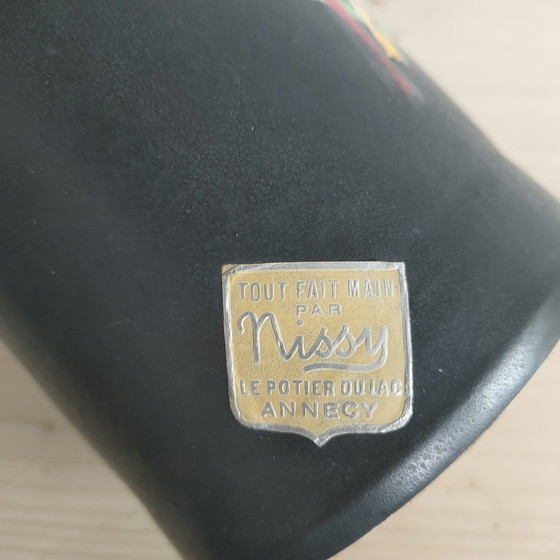 TOUT FAIT MAIN
PAR
Nissy
LE POTIER DU LAC
ANNECY